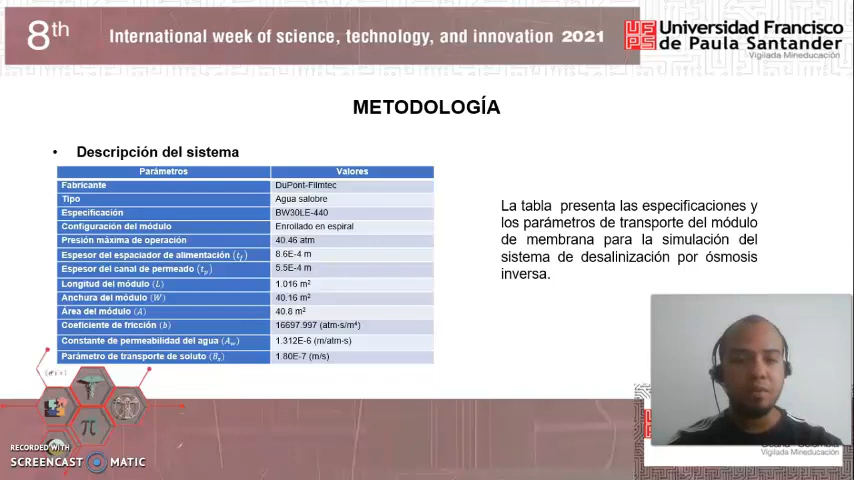 8th
International week of science, technology, and innovation 2021
Universidad Francisco
de Paula Santander
Vigilada Mineducación
METODOLOGÍA
• Descripción del sistema
Parámetros Valores
Fabricante DuPont-Filmtec
Tipo Agua salobre
Especificación BW30LE-440
Configuración del módulo Enrollado en espiral
Presión máxima de operación 40.46 atm
Espesor del espaciador de alimentación (t_f) 8.6E-4 m
Espesor del canal de permeado (t_p) 5.5E-4 m
Longitud del módulo (L) 1.016 m²
Anchura del módulo (W) 40.16 m²
Área del módulo (A) 40.8 m²
Coeficiente de fricción (b) 16697.997 (atm·s/m⁴)
Constante de permeabilidad del agua (A_w) 1.312E-6 (m/atm·s)
Parámetro de transporte de soluto (B_s) 1.80E-7 (m/s)
La tabla presenta las especificaciones y
los parámetros de transporte del módulo
de membrana para la simulación del
sistema de desalinización por ósmosis
inversa.
π
RECORDED WITH
SCREENCAST MATIC
Vigilada Mineducación